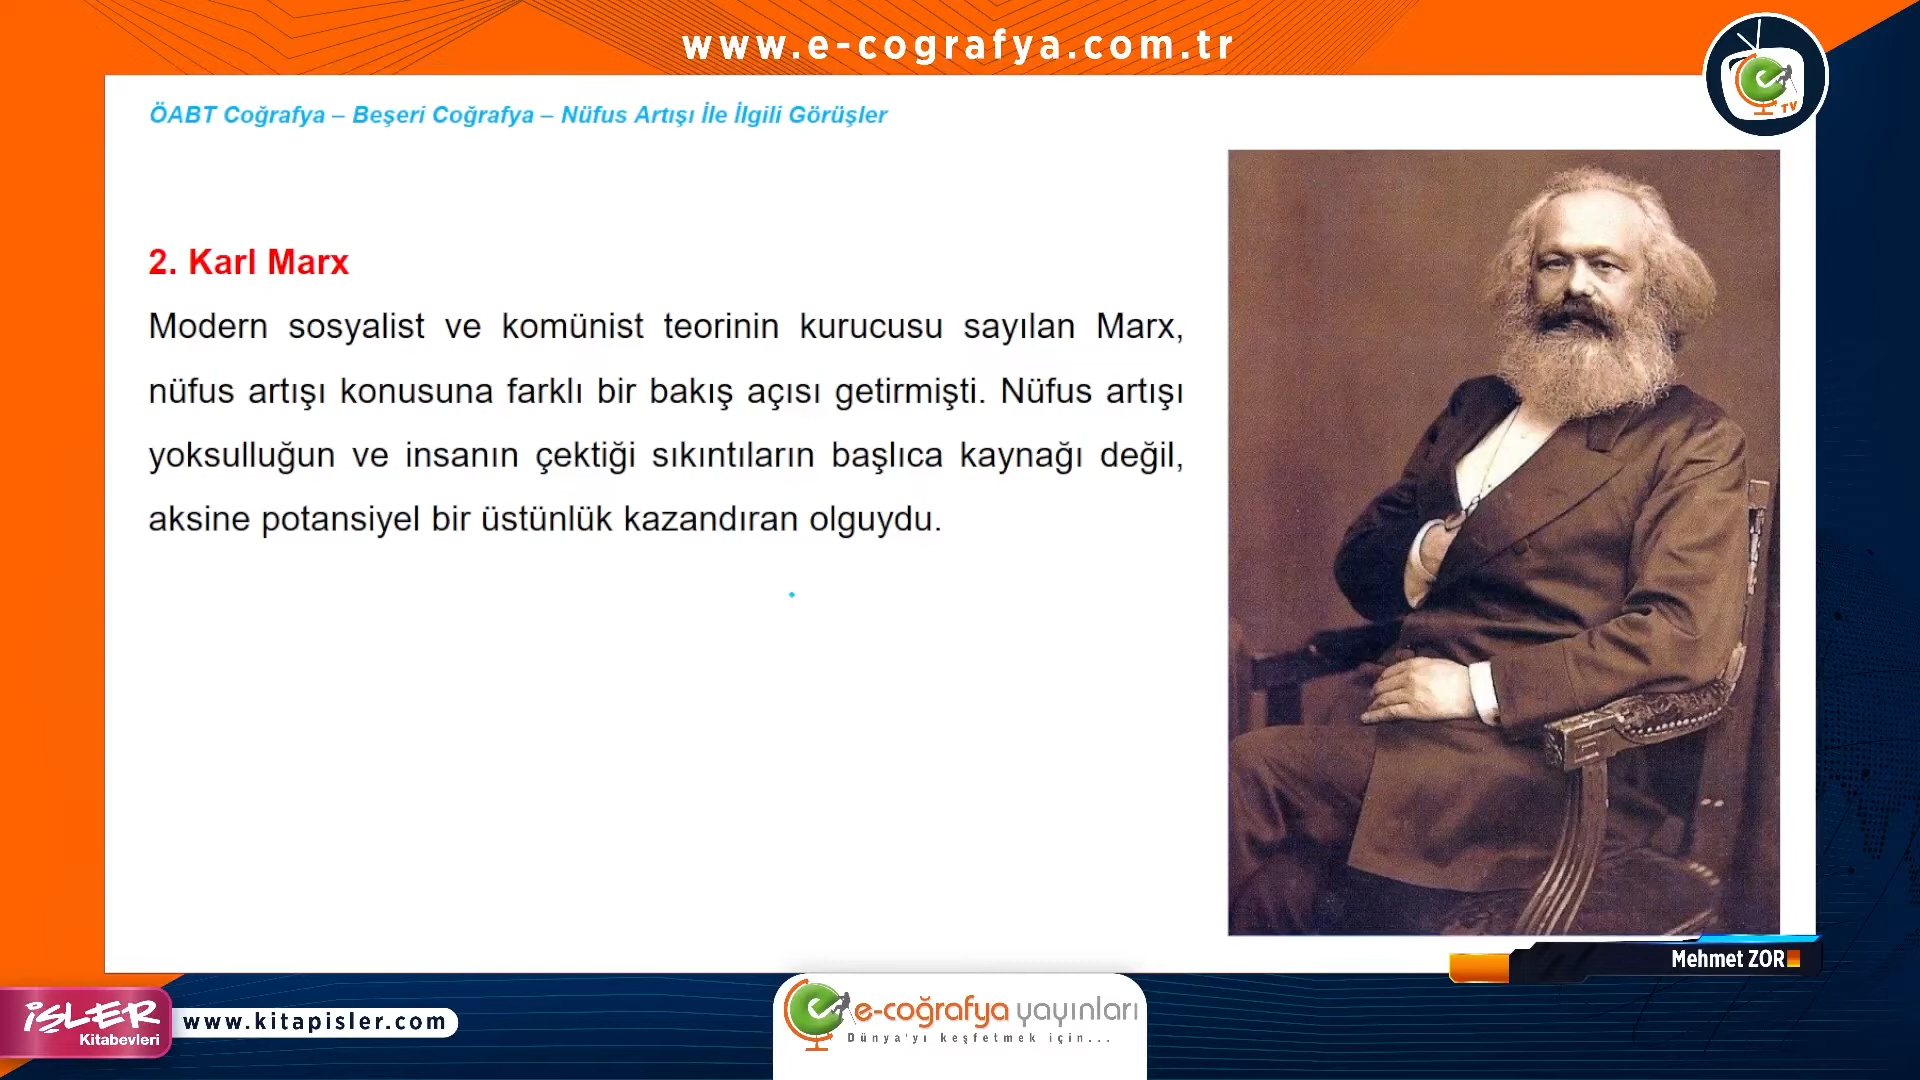 www.e-cografya.com.tr
TV
ÖABT Coğrafya – Beşeri Coğrafya – Nüfus Artışı İle İlgili Görüşler
2. Karl Marx
Modern sosyalist ve komünist teorinin kurucusu sayılan Marx,
nüfus artışı konusuna farklı bir bakış açısı getirmişti. Nüfus artışı
yoksulluğun ve insanın çektiği sıkıntıların başlıca kaynağı değil,
aksine potansiyel bir üstünlük kazandıran olguydu.
Mehmet ZOR
İŞLER
Kitabevleri
www.kitapisler.com
e-coğrafya yayınları
Dünya'yı keşfetmek için...